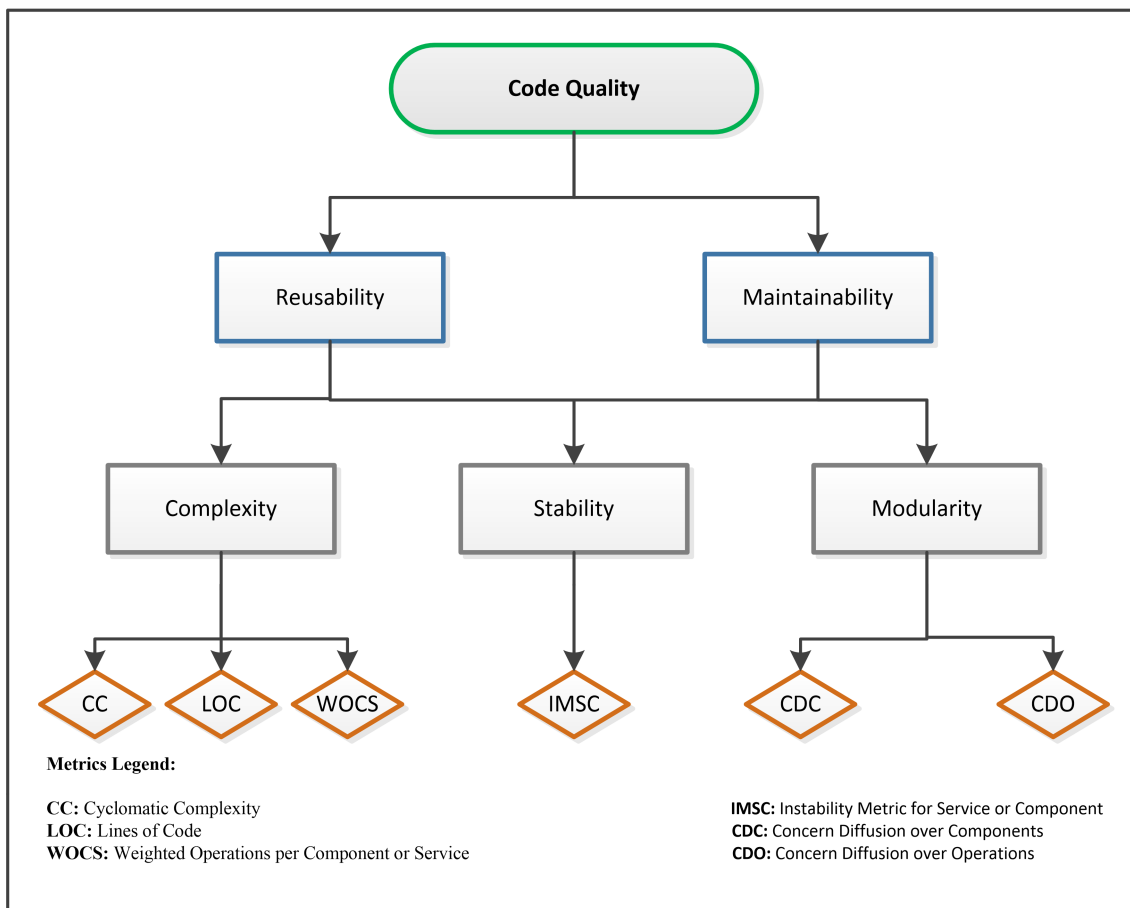 Code Quality
Reusability
Maintainability
Complexity
Stability
Modularity
CC
LOC
WOCS
IMSC
CDC
CDO
Metrics Legend:
CC: Cyclomatic Complexity
LOC: Lines of Code
WOCS: Weighted Operations per Component or Service
IMSC: Instability Metric for Service or Component
CDC: Concern Diffusion over Components
CDO: Concern Diffusion over Operations